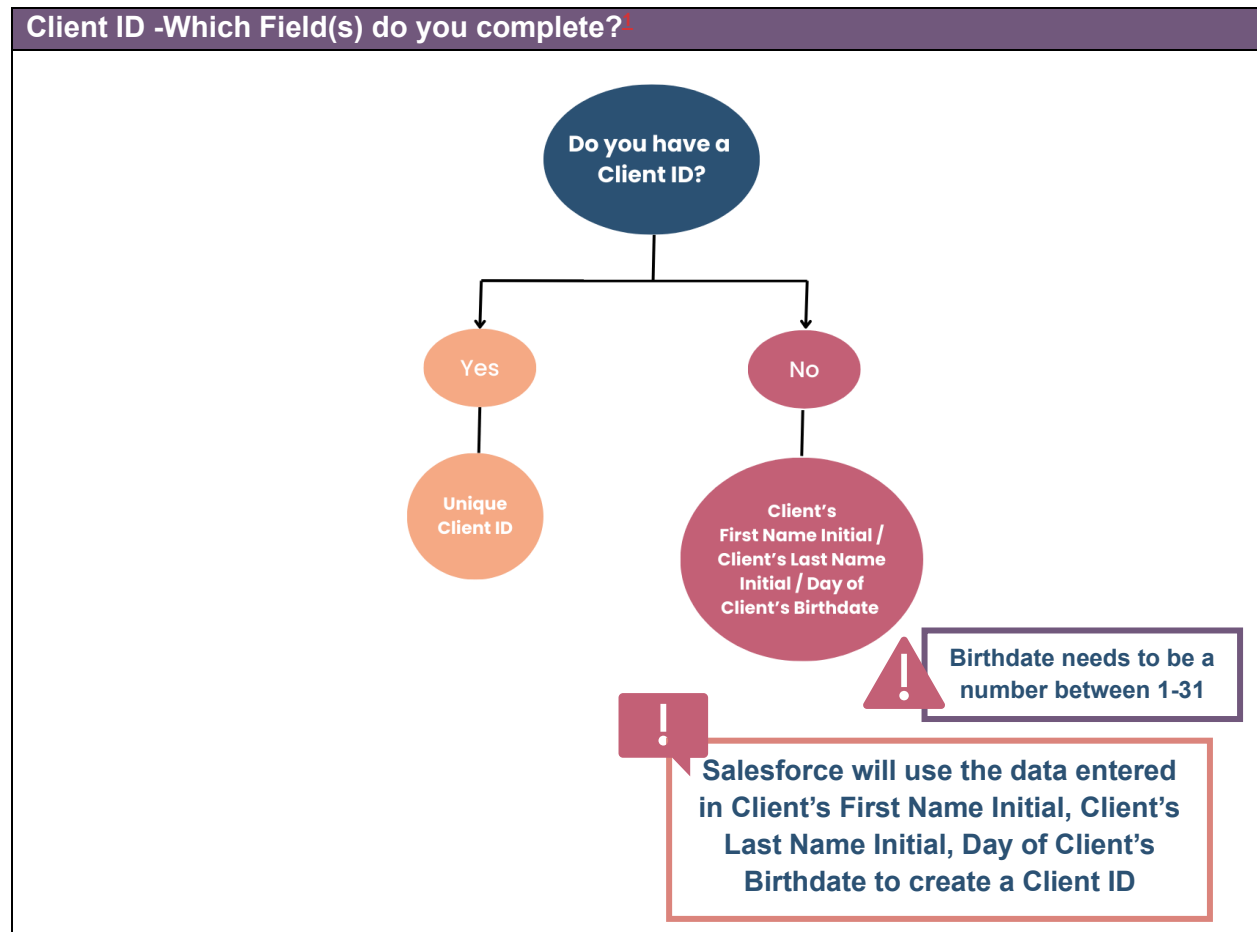 Client ID -Which Field(s) do you complete?
Do you have a
Client ID?
Yes
No
Unique
Client ID
Client's
First Name Initial /
Client's Last Name
Initial / Day of
Client's Birthdate
!
Birthdate needs to be a
number between 1-31
!
Salesforce will use the data entered
in Client's First Name Initial, Client's
Last Name Initial, Day of Client's
Birthdate to create a Client ID